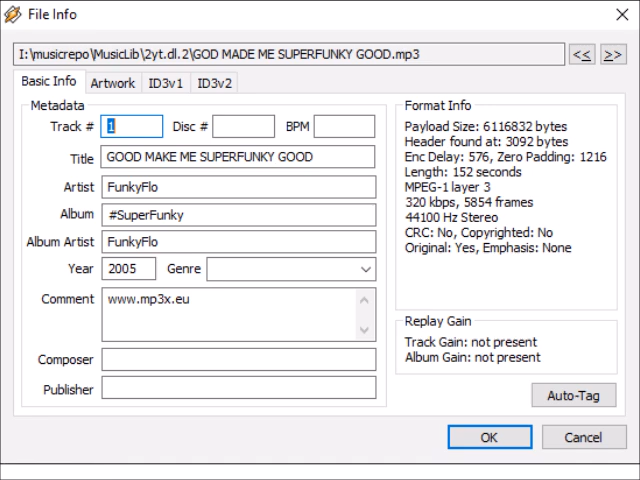 File Info
I:\musicrepo\MusicLib\2yt.dl.2\GOD MADE ME SUPERFUNKY GOOD.mp3
<< >>
Basic Info Artwork ID3v1 ID3v2
Metadata
Track # 1 Disc # BPM
Title GOOD MAKE ME SUPERFUNKY GOOD
Artist FunkyFlo
Album #SuperFunky
Album Artist FunkyFlo
Year 2005 Genre
Comment www.mp3x.eu
Composer
Publisher
Format Info
Payload Size: 6116832 bytes
Header found at: 3092 bytes
Enc Delay: 576, Zero Padding: 1216
Length: 152 seconds
MPEG-1 layer 3
320 kbps, 5854 frames
44100 Hz Stereo
CRC: No, Copyrighted: No
Original: Yes, Emphasis: None
Replay Gain
Track Gain: not present
Album Gain: not present
Auto-Tag
OK Cancel